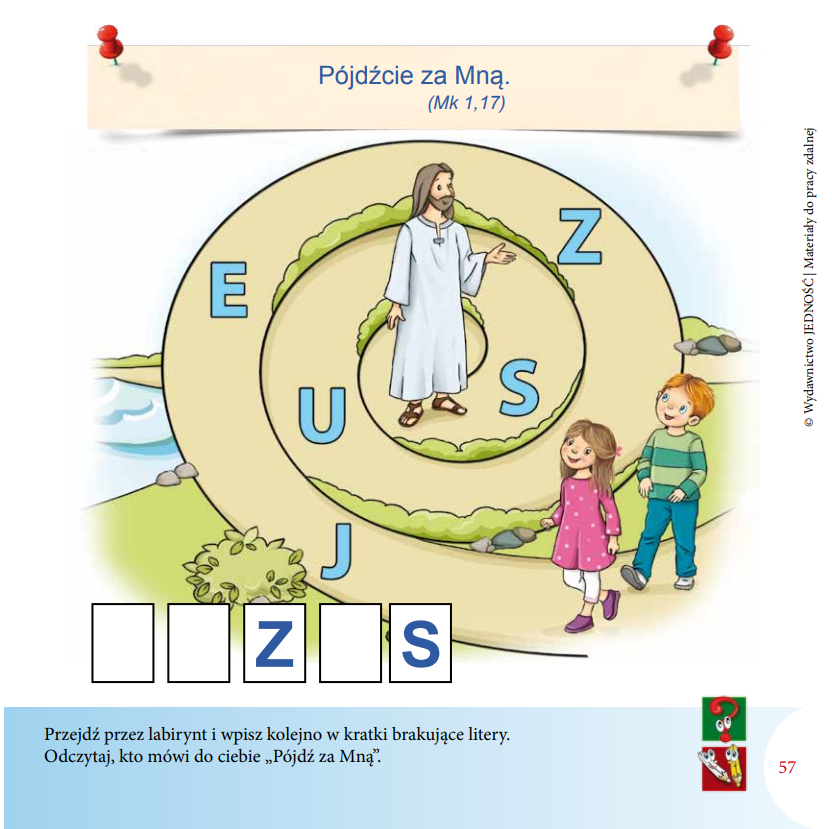 Pójdźcie za Mną.
(Mk 1,17)
Z
E
S
U
J
Z S
Przejdź przez labirynt i wpisz kolejno w kratki brakujące litery.
Odczytaj, kto mówi do ciebie „Pójdź za Mną”.
57
© Wydawnictwo JEDNOŚĆ | Materiały do pracy zdalnej